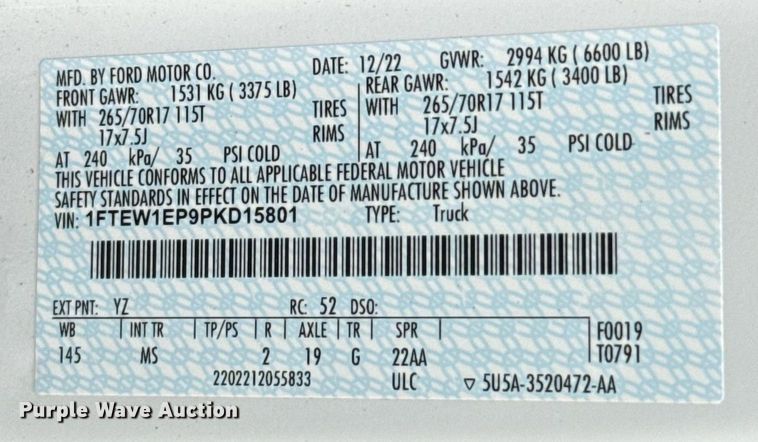 MFD. BY FORD MOTOR CO. DATE: 12/22 GVWR: 2994 KG ( 6600 LB)
FRONT GAWR: 1531 KG ( 3375 LB) REAR GAWR: 1542 KG ( 3400 LB)
WITH 265/70R17 115T TIRES WITH 265/70R17 115T TIRES
17x7.5J RIMS 17x7.5J RIMS
AT 240 kPa/ 35 PSI COLD AT 240 kPa/ 35 PSI COLD
THIS VEHICLE CONFORMS TO ALL APPLICABLE FEDERAL MOTOR VEHICLE
SAFETY STANDARDS IN EFFECT ON THE DATE OF MANUFACTURE SHOWN ABOVE.
VIN: 1FTEW1EP9PKD15801 TYPE: Truck
EXT PNT: YZ RC: 52 DSO:
WB INT TR TP/PS R AXLE TR SPR F0019
145 MS 2 19 G 22AA T0791
2202212055833 ULC ▽ 5U5A-3520472-AA
Purple Wave Auction